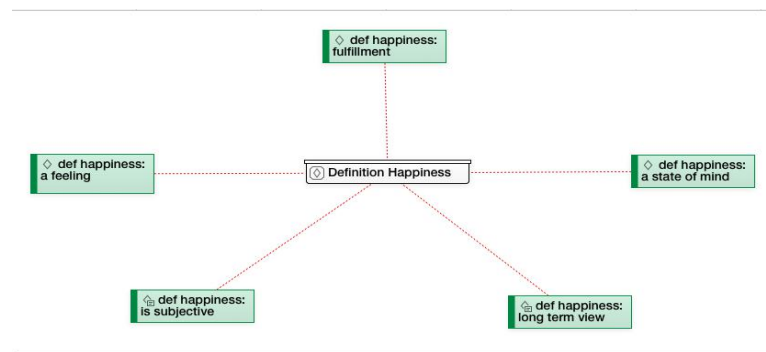 def happiness:
fulfillment
def happiness:
a feeling
Definition Happiness
def happiness:
a state of mind
def happiness:
is subjective
def happiness:
long term view